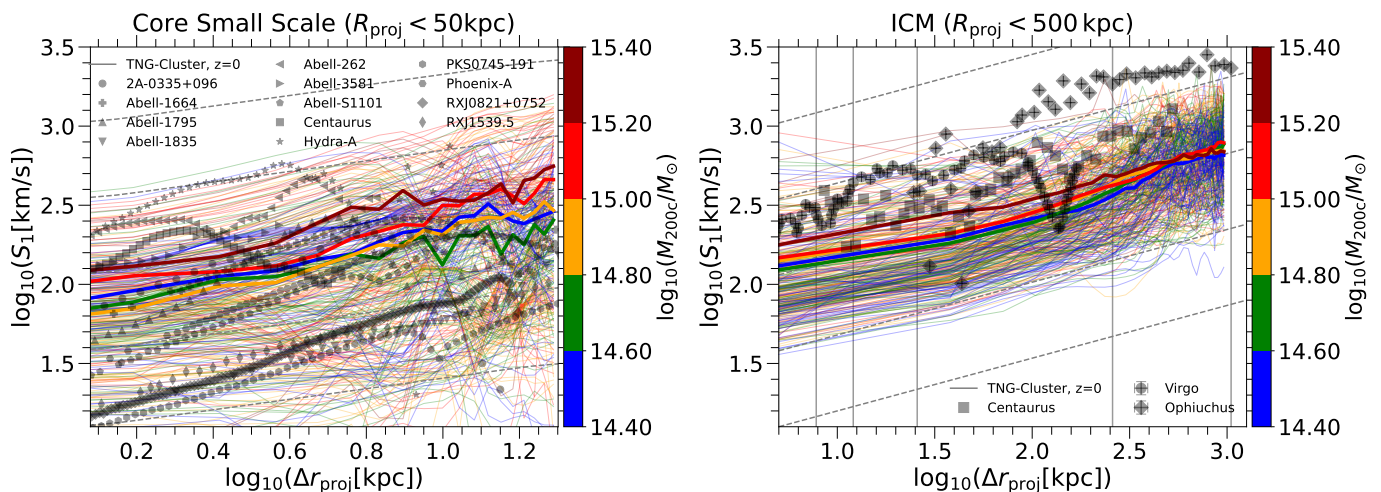 Core Small Scale (R_proj < 50kpc)
3.5
3.0
2.5
2.0
1.5
log10(S1[km/s])
TNG-Cluster, z=0
2A-0335+096
Abell-1664
Abell-1795
Abell-1835
Abell-262
Abell-3581
Abell-S1101
Centaurus
Hydra-A
PKS0745-191
Phoenix-A
RXJ0821+0752
RXJ1539.5
0.2 0.4 0.6 0.8 1.0 1.2
log10(Δr_proj[kpc])
15.40
15.20
15.00
14.80
14.60
14.40
log10(M200c/M⊙)
ICM (R_proj < 500 kpc)
3.5
3.0
2.5
2.0
1.5
log10(S1[km/s])
TNG-Cluster, z=0
Centaurus
Virgo
Ophiuchus
1.0 1.5 2.0 2.5 3.0
log10(Δr_proj[kpc])
15.40
15.20
15.00
14.80
14.60
14.40
log10(M200c/M⊙)